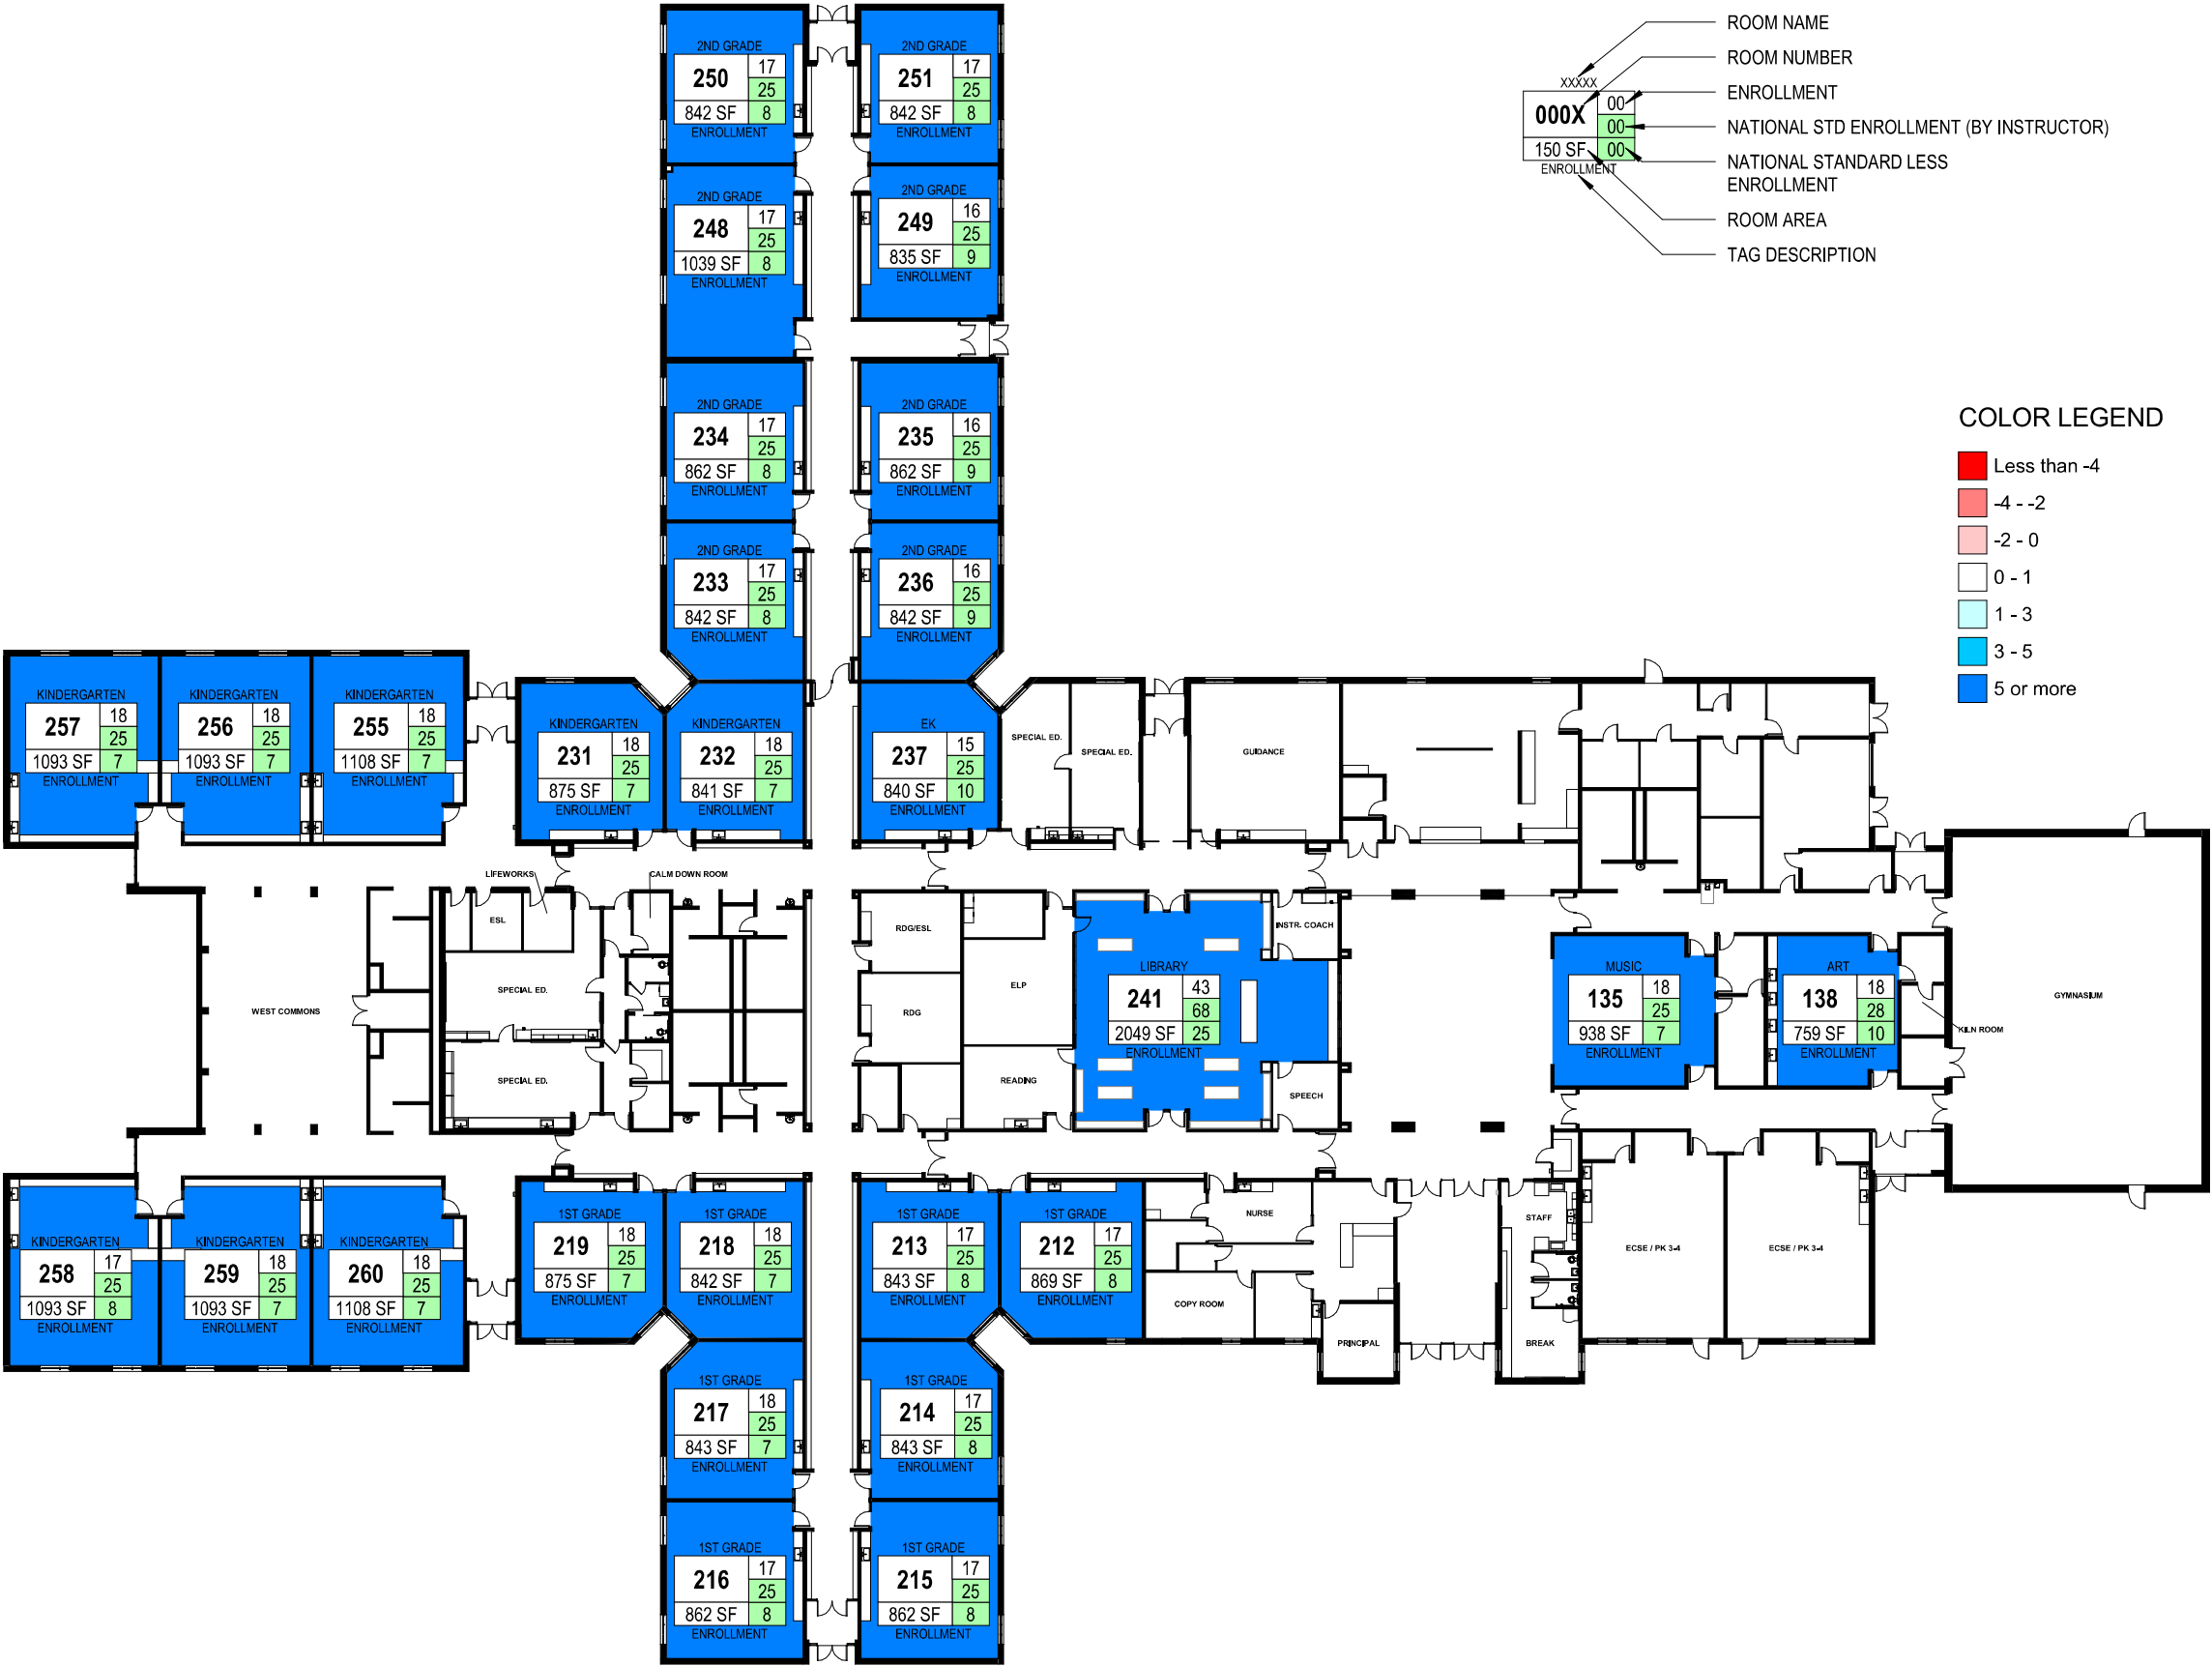 ROOM NAME
ROOM NUMBER
ENROLLMENT
NATIONAL STD ENROLLMENT (BY INSTRUCTOR)
NATIONAL STANDARD LESS
ENROLLMENT
ROOM AREA
TAG DESCRIPTION
XXXXX
000X
00
00
150 SF
00
ENROLLMENT
COLOR LEGEND
Less than -4
-4 - -2
-2 - 0
0 - 1
1 - 3
3 - 5
5 or more
2ND GRADE
250
17
25
842 SF
8
ENROLLMENT
2ND GRADE
251
17
25
842 SF
8
ENROLLMENT
2ND GRADE
248
17
25
1039 SF
8
ENROLLMENT
2ND GRADE
249
16
25
835 SF
9
ENROLLMENT
2ND GRADE
234
17
25
862 SF
8
ENROLLMENT
2ND GRADE
235
16
25
862 SF
9
ENROLLMENT
2ND GRADE
233
17
25
842 SF
8
ENROLLMENT
2ND GRADE
236
16
25
842 SF
9
ENROLLMENT
KINDERGARTEN
257
18
25
1093 SF
7
ENROLLMENT
KINDERGARTEN
256
18
25
1093 SF
7
ENROLLMENT
KINDERGARTEN
255
18
25
1108 SF
7
ENROLLMENT
KINDERGARTEN
231
18
25
875 SF
7
ENROLLMENT
KINDERGARTEN
232
18
25
841 SF
7
ENROLLMENT
EK
237
15
25
840 SF
10
ENROLLMENT
SPECIAL ED.
SPECIAL ED.
GUIDANCE
LIFEWORKS
CALM DOWN ROOM
ESL
SPECIAL ED.
SPECIAL ED.
WEST COMMONS
RDG/ESL
RDG
ELP
READING
INSTR. COACH
LIBRARY
241
43
68
2049 SF
25
ENROLLMENT
SPEECH
MUSIC
135
18
25
938 SF
7
ENROLLMENT
ART
138
18
28
759 SF
10
ENROLLMENT
KILN ROOM
GYMNASIUM
KINDERGARTEN
258
17
25
1093 SF
8
ENROLLMENT
KINDERGARTEN
259
18
25
1093 SF
7
ENROLLMENT
KINDERGARTEN
260
18
25
1108 SF
7
ENROLLMENT
1ST GRADE
219
18
25
875 SF
7
ENROLLMENT
1ST GRADE
218
18
25
842 SF
7
ENROLLMENT
1ST GRADE
213
17
25
843 SF
8
ENROLLMENT
1ST GRADE
212
17
25
869 SF
8
ENROLLMENT
NURSE
COPY ROOM
PRINCIPAL
STAFF
BREAK
ECSE / PK 3-4
ECSE / PK 3-4
1ST GRADE
217
18
25
843 SF
7
ENROLLMENT
1ST GRADE
214
17
25
843 SF
8
ENROLLMENT
1ST GRADE
216
17
25
862 SF
8
ENROLLMENT
1ST GRADE
215
17
25
862 SF
8
ENROLLMENT